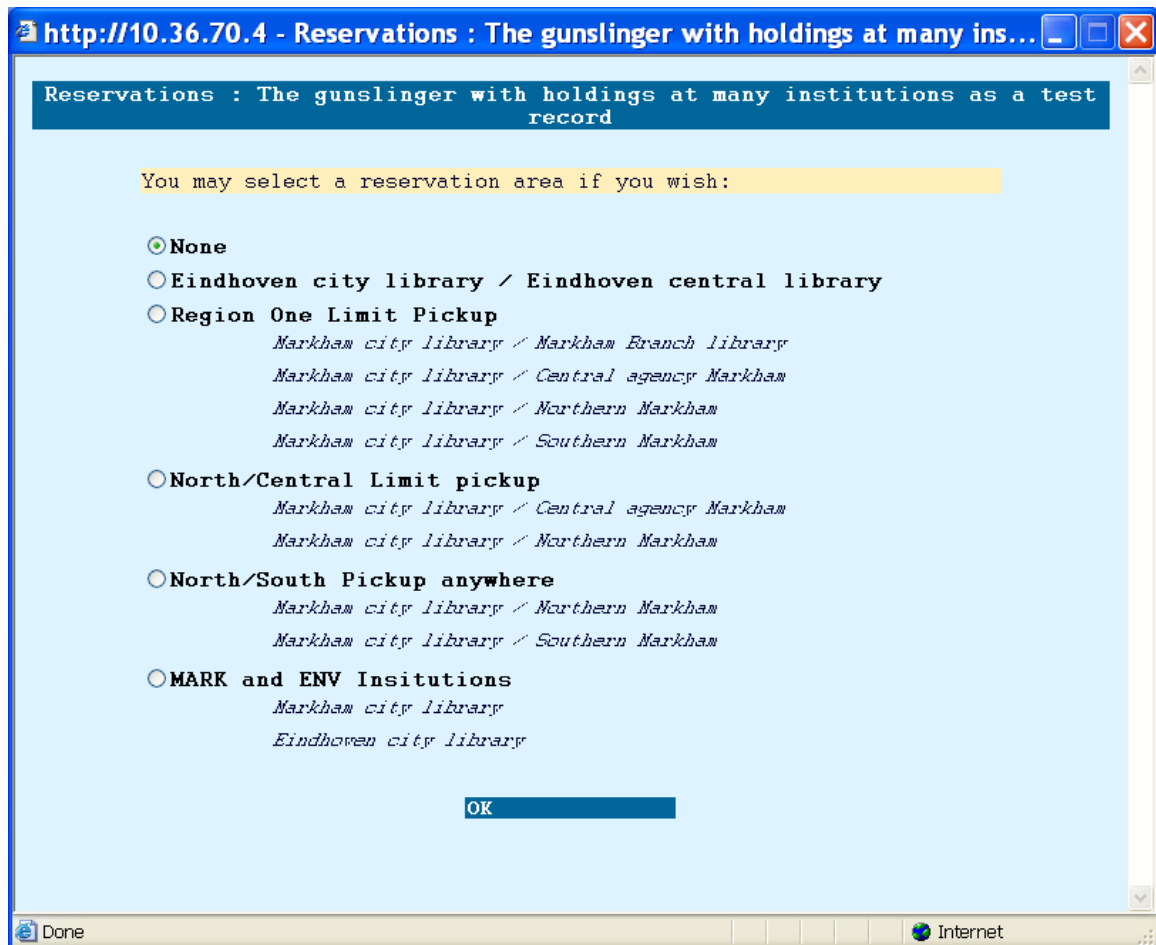 http://10.36.70.4 - Reservations : The gunslinger with holdings at many ins...
Reservations : The gunslinger with holdings at many institutions as a test
record
You may select a reservation area if you wish:
None
Eindhoven city library / Eindhoven central library
Region One Limit Pickup
Markham city library / Markham Branch library
Markham city library / Central agency Markham
Markham city library / Northern Markham
Markham city library / Southern Markham
North/Central Limit pickup
Markham city library / Central agency Markham
Markham city library / Northern Markham
North/South Pickup anywhere
Markham city library / Northern Markham
Markham city library / Southern Markham
MARK and ENV Insitutions
Markham city library
Eindhoven city library
OK
Done Internet